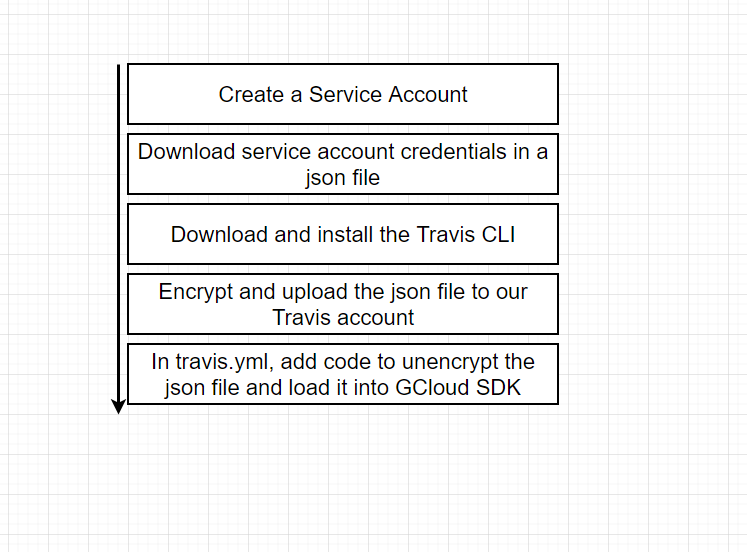 Create a Service Account
Download service account credentials in a
json file
Download and install the Travis CLI
Encrypt and upload the json file to our
Travis account
In travis.yml, add code to unencrypt the
json file and load it into GCloud SDK